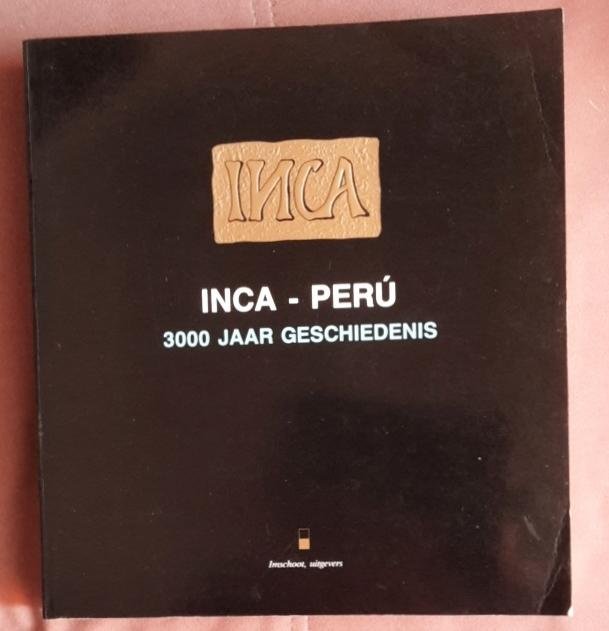 INCA
INCA - PERÚ
3000 JAAR GESCHIEDENIS
Imschoot, uitgevers